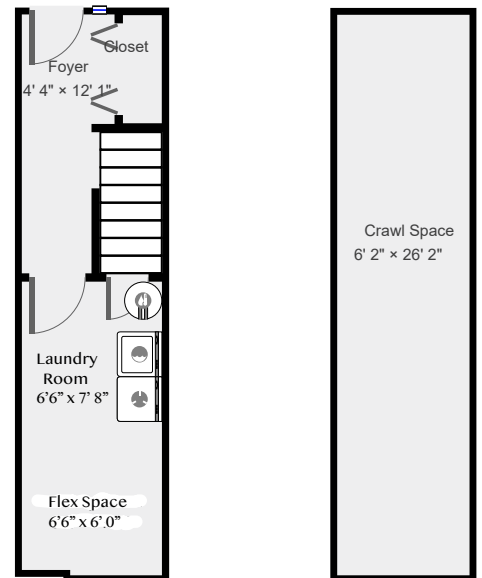 Closet
Foyer
4' 4" × 12' 1"
Crawl Space
6' 2" × 26' 2"
Laundry
Room
6'6" x 7' 8"
Flex Space
6'6" x 6'.0"